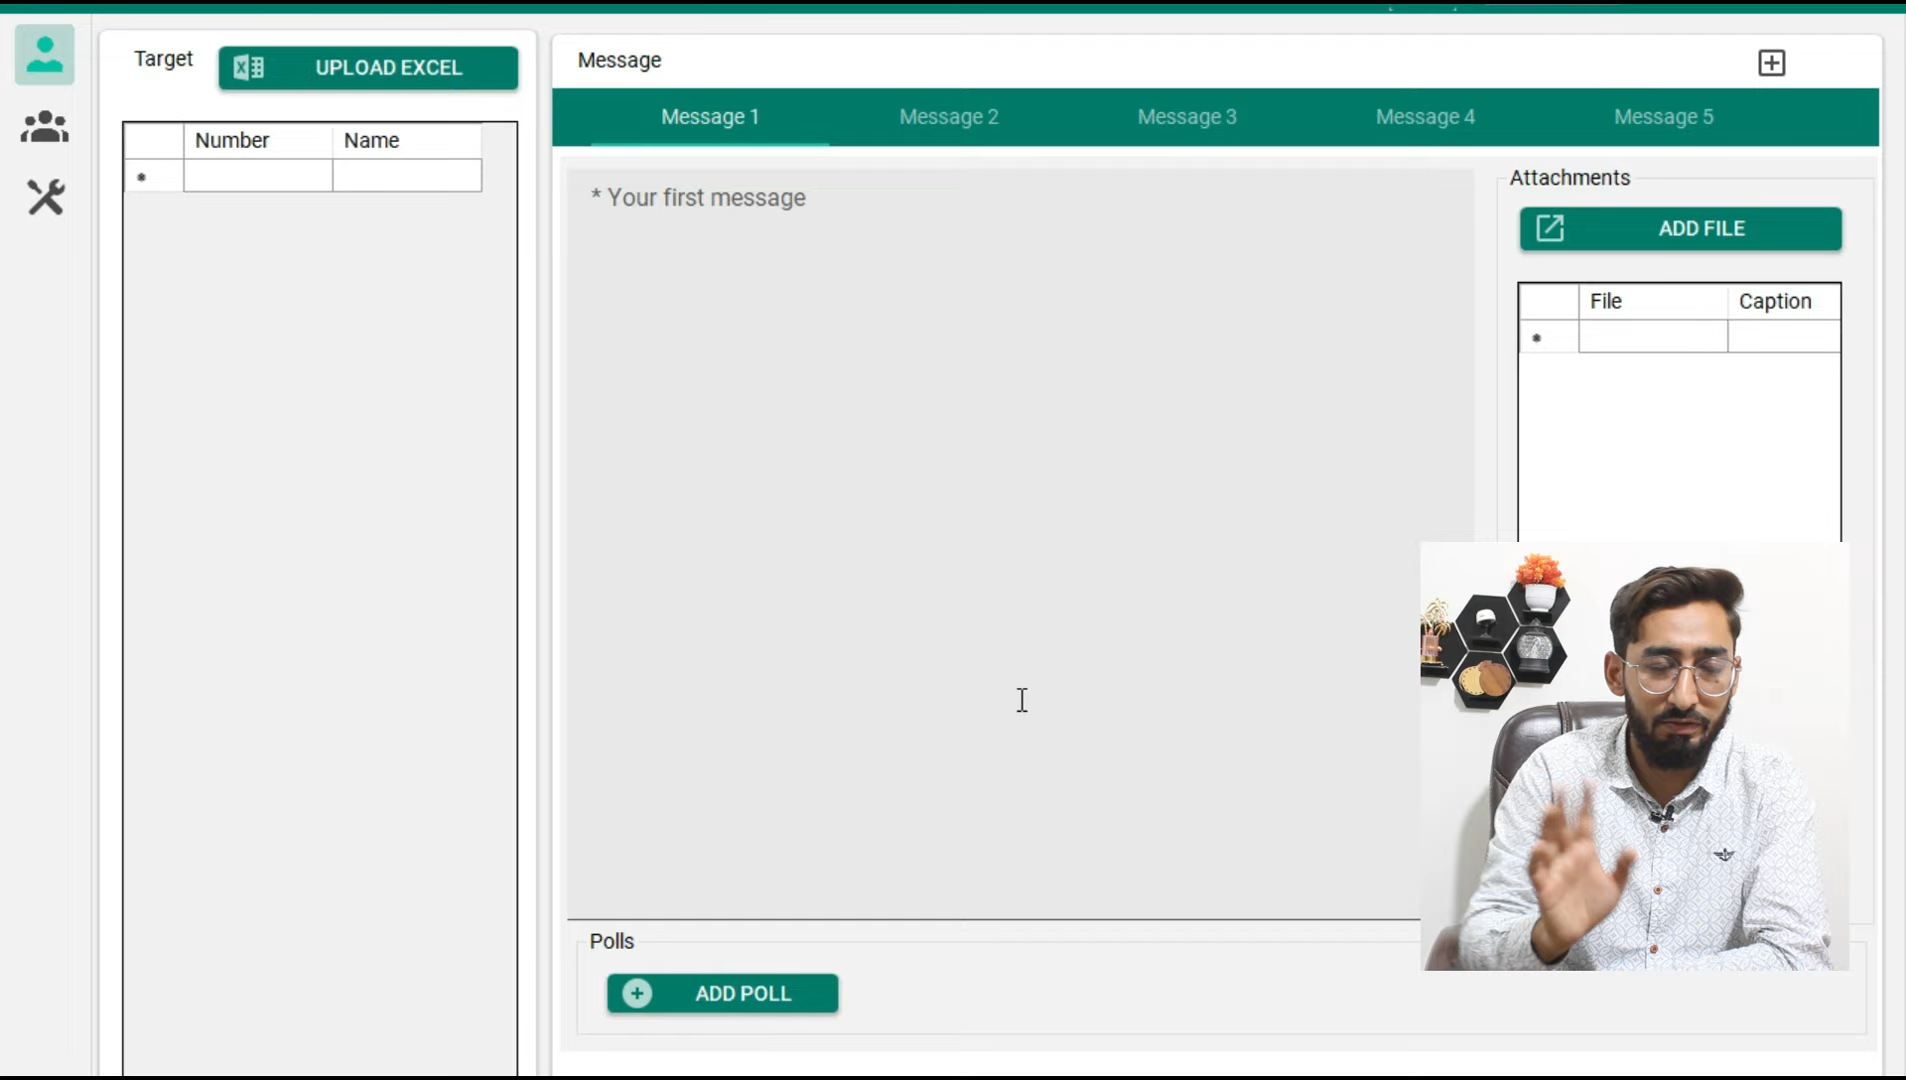 Target
UPLOAD EXCEL
Number Name
Message
Message 1 Message 2 Message 3 Message 4 Message 5
* Your first message
Attachments
ADD FILE
File Caption
Polls
ADD POLL